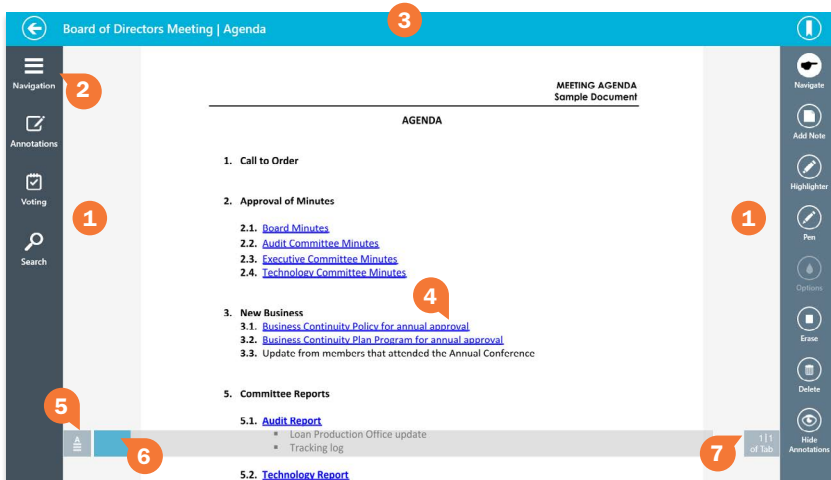 3
Board of Directors Meeting | Agenda
Navigation
2
Annotations
Voting
1
Search
MEETING AGENDA
Sample Document
AGENDA
1. Call to Order
2. Approval of Minutes
2.1. Board Minutes
2.2. Audit Committee Minutes
2.3. Executive Committee Minutes
2.4. Technology Committee Minutes
4
3. New Business
3.1. Business Continuity Policy for annual approval
3.2. Business Continuity Plan Program for annual approval
3.3. Update from members that attended the Annual Conference
5. Committee Reports
5.1. Audit Report
▪ Loan Production Office update
▪ Tracking log
5.2. Technology Report
5
A
6
7
1|1
of Tab
1
Navigate
Add Note
Highlighter
Pen
Options
Erase
Delete
Hide
Annotations